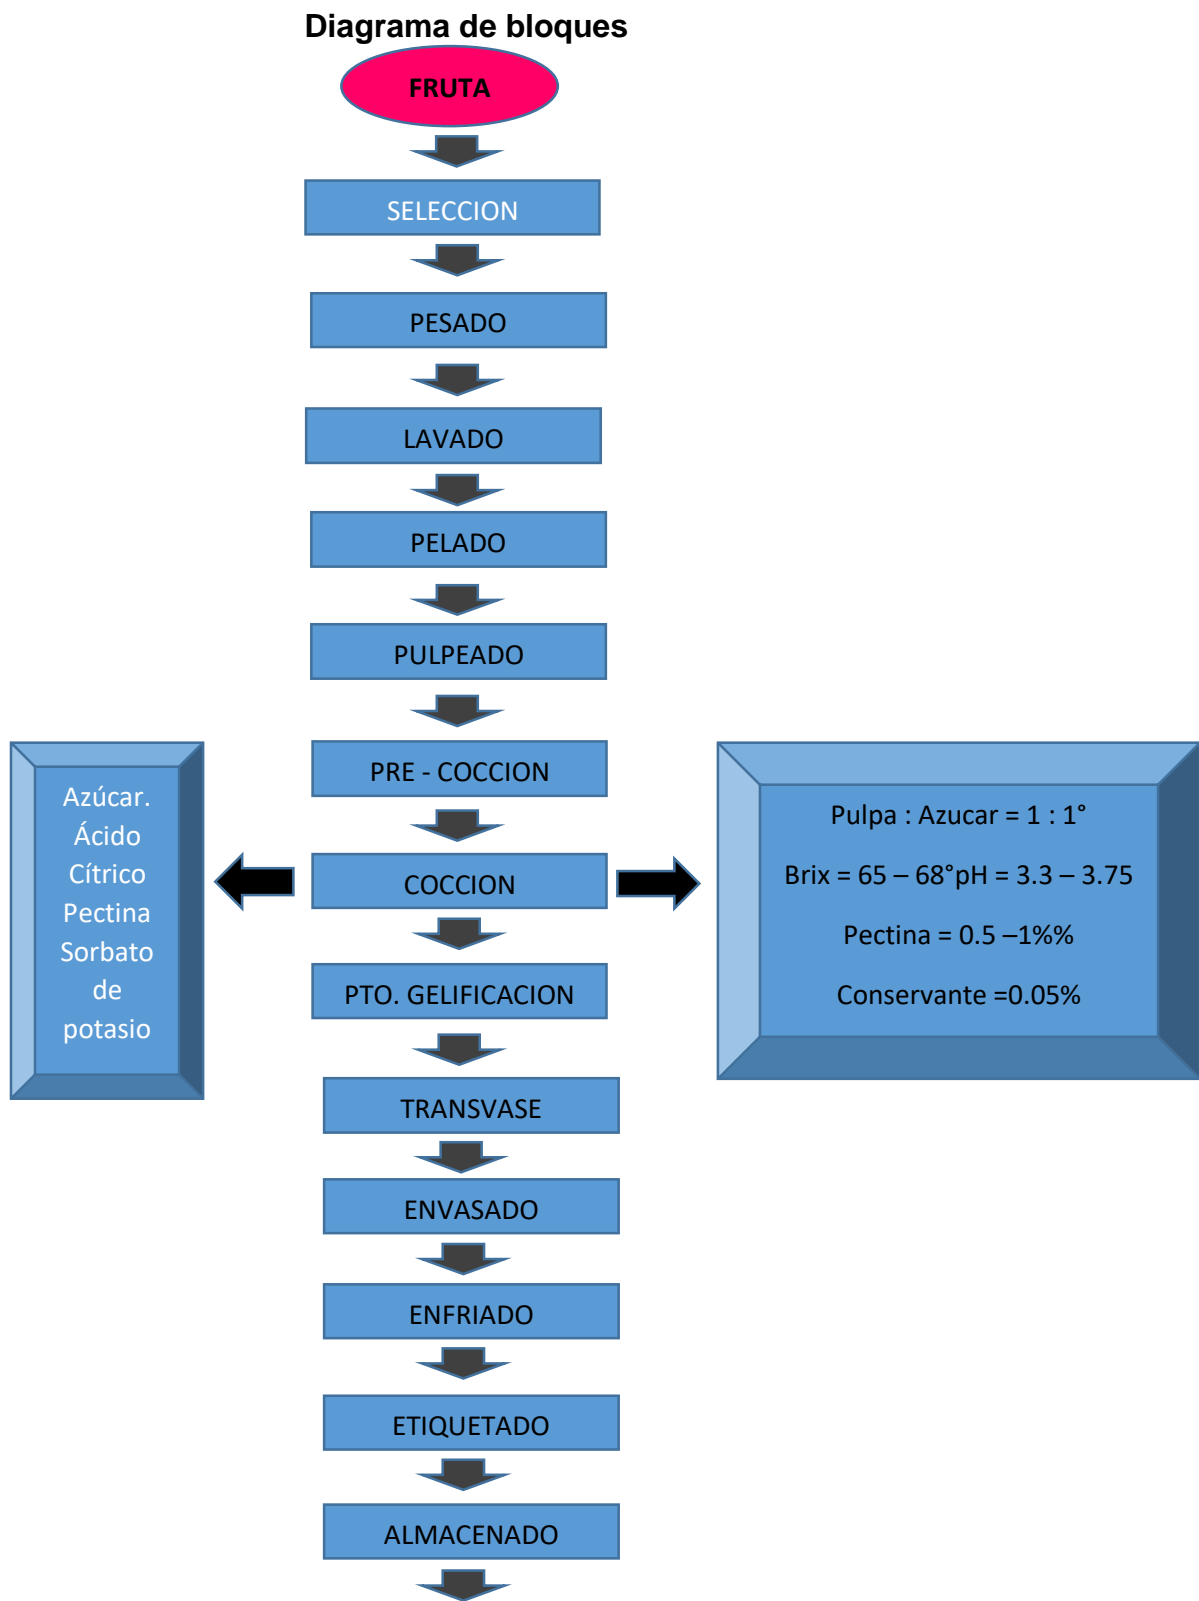 Diagrama de bloques
FRUTA
SELECCION
PESADO
LAVADO
PELADO
PULPEADO
PRE - COCCION
Azúcar.
Ácido
Cítrico
Pectina
Sorbato
de
potasio
COCCION
Pulpa : Azucar = 1 : 1°
Brix = 65 – 68°pH = 3.3 – 3.75
Pectina = 0.5 –1%%
Conservante =0.05%
PTO. GELIFICACION
TRANSVASE
ENVASADO
ENFRIADO
ETIQUETADO
ALMACENADO